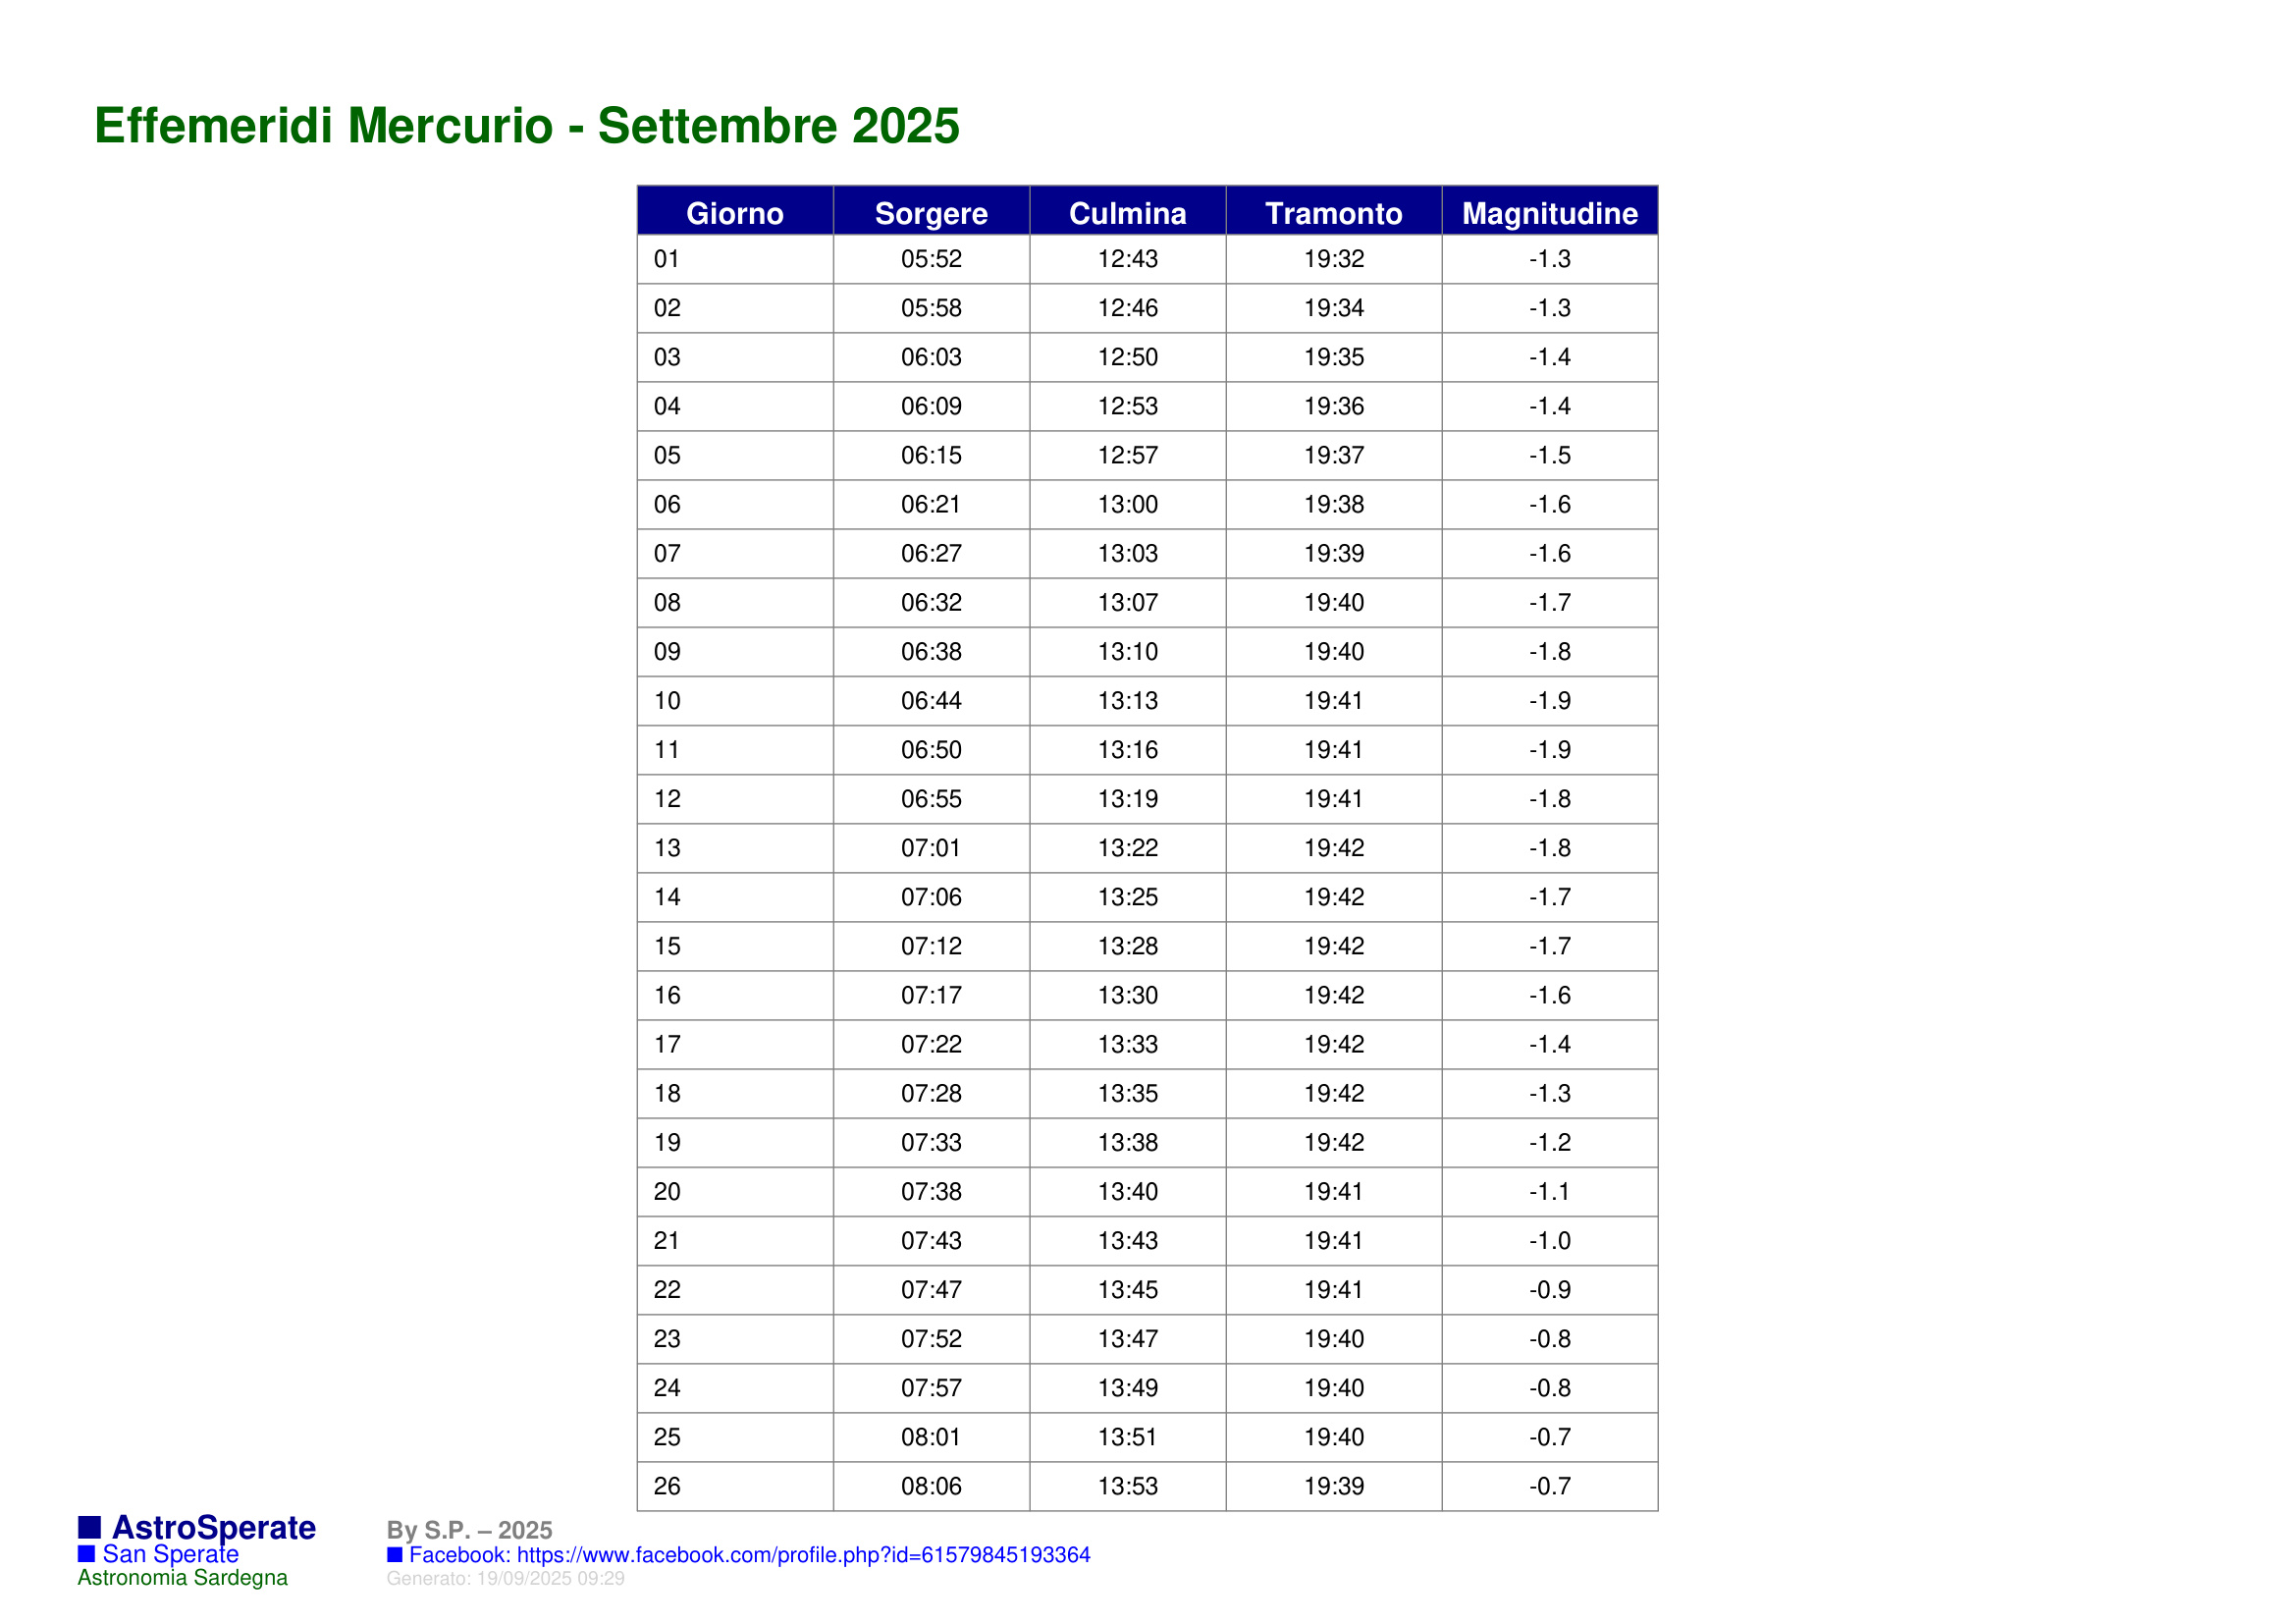 Effemeridi Mercurio - Settembre 2025
Giorno Sorgere Culmina Tramonto Magnitudine
01 05:52 12:43 19:32 -1.3
02 05:58 12:46 19:34 -1.3
03 06:03 12:50 19:35 -1.4
04 06:09 12:53 19:36 -1.4
05 06:15 12:57 19:37 -1.5
06 06:21 13:00 19:38 -1.6
07 06:27 13:03 19:39 -1.6
08 06:32 13:07 19:40 -1.7
09 06:38 13:10 19:40 -1.8
10 06:44 13:13 19:41 -1.9
11 06:50 13:16 19:41 -1.9
12 06:55 13:19 19:41 -1.8
13 07:01 13:22 19:42 -1.8
14 07:06 13:25 19:42 -1.7
15 07:12 13:28 19:42 -1.7
16 07:17 13:30 19:42 -1.6
17 07:22 13:33 19:42 -1.4
18 07:28 13:35 19:42 -1.3
19 07:33 13:38 19:42 -1.2
20 07:38 13:40 19:41 -1.1
21 07:43 13:43 19:41 -1.0
22 07:47 13:45 19:41 -0.9
23 07:52 13:47 19:40 -0.8
24 07:57 13:49 19:40 -0.8
25 08:01 13:51 19:40 -0.7
26 08:06 13:53 19:39 -0.7
■ AstroSperate
■ San Sperate
Astronomia Sardegna
By S.P. – 2025
■ Facebook: https://www.facebook.com/profile.php?id=61579845193364
Generato: 19/09/2025 09:29